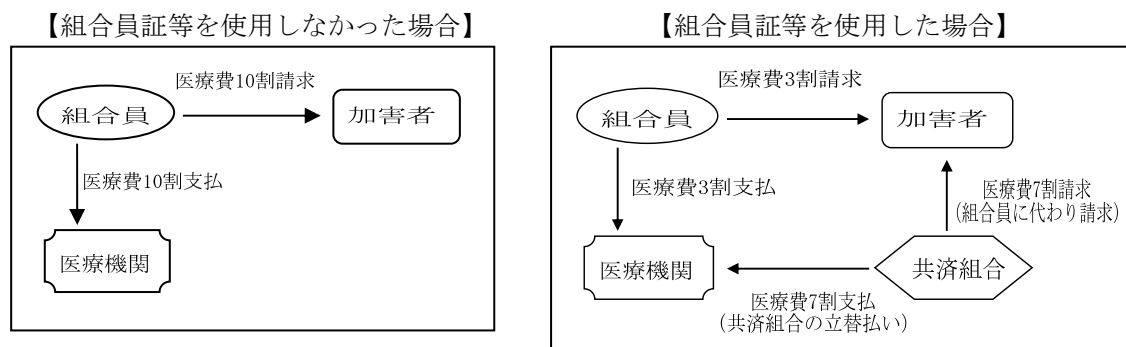 【組合員証等を使用しなかった場合】
医療費10割請求
組合員
加害者
医療費10割支払
医療機関
【組合員証等を使用した場合】
医療費3割請求
組合員
加害者
医療費3割支払
医療費7割請求
(組合員に代わり請求)
医療機関
共済組合
医療費7割支払
(共済組合の立替払い)